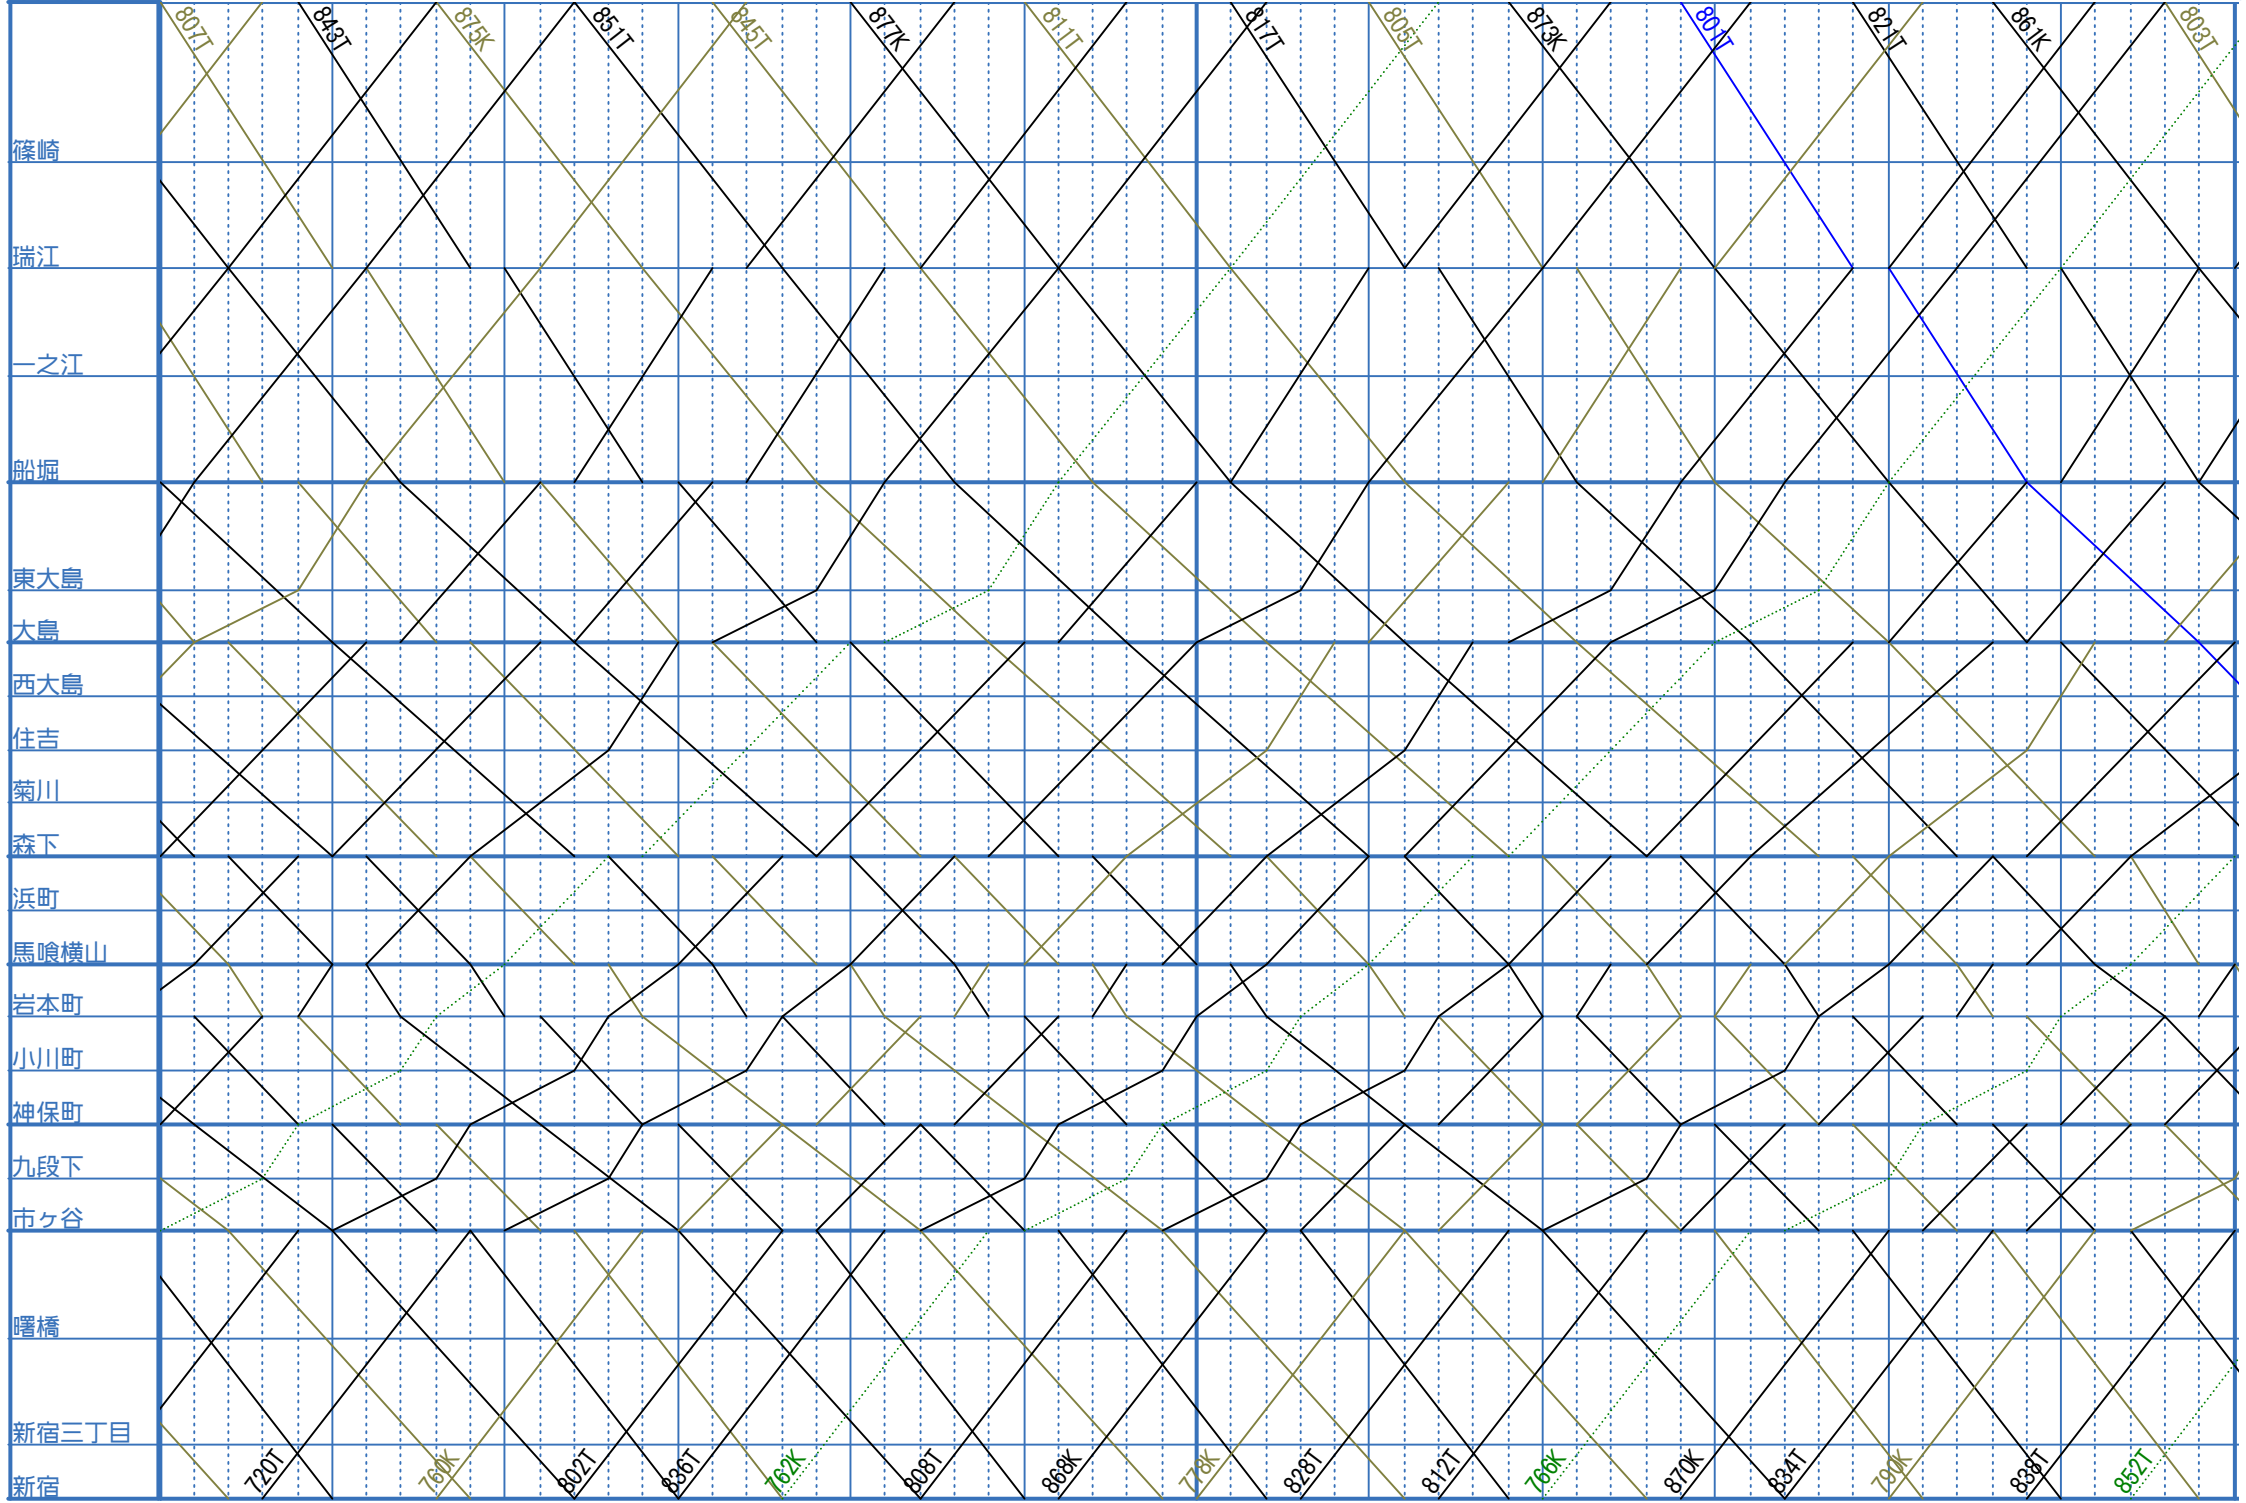 807T 843T 875K 851T 845T 877K 811T 817T 805T 873K 801T 821T 861K 803T
篠崎
瑞江
一之江
船堀
東大島
大島
西大島
住吉
菊川
森下
浜町
馬喰横山
岩本町
小川町
神保町
九段下
市ヶ谷
曙橋
新宿三丁目
新宿
720T 760K 802T 836T 762K 808T 868K 778K 828T 812T 766K 870K 834T 790K 838T 852T